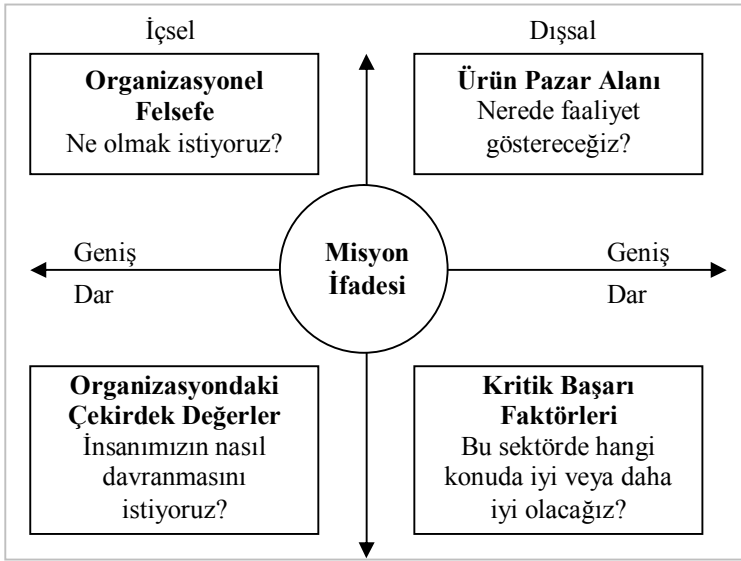 İçsel
Dışsal
Organizasyonel
Felsefe
Ne olmak istiyoruz?
Ürün Pazar Alanı
Nerede faaliyet
göstereceğiz?
Geniş
Dar
Misyon
İfadesi
Geniş
Dar
Organizasyondaki
Çekirdek Değerler
İnsanımızın nasıl
davranmasını
istiyoruz?
Kritik Başarı
Faktörleri
Bu sektörde hangi
konuda iyi veya daha
iyi olacağız?